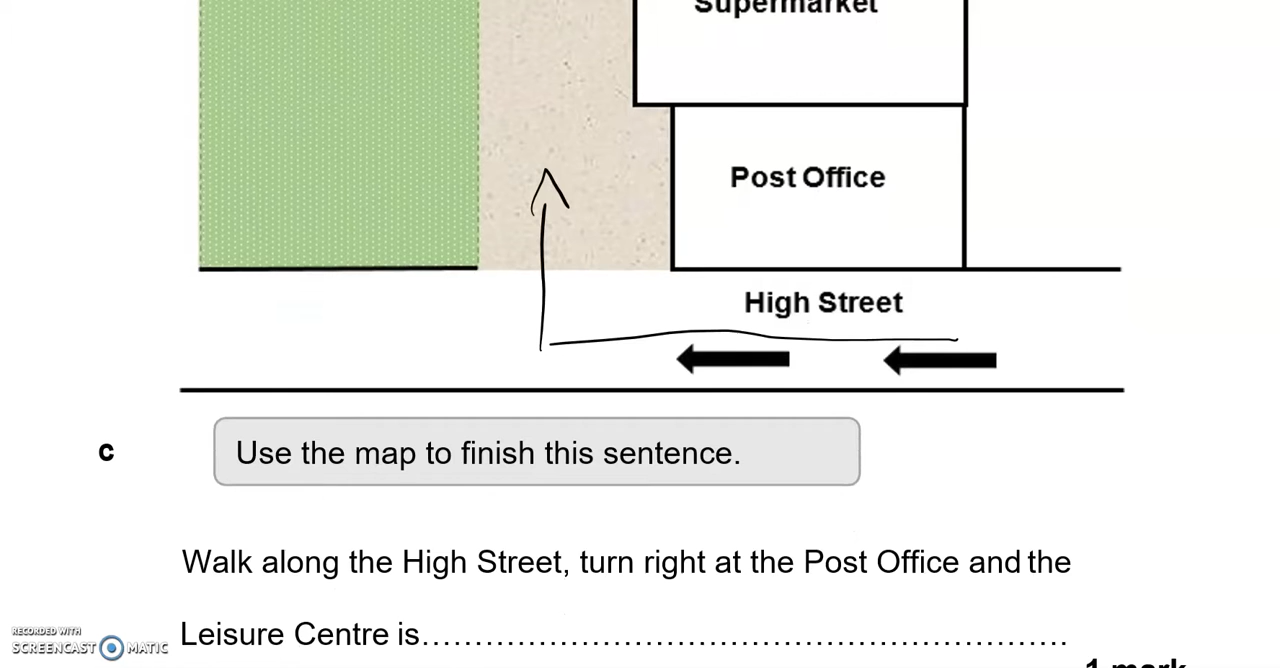 Supermarket
Post Office
High Street
c
Use the map to finish this sentence.
Walk along the High Street, turn right at the Post Office and the
RECORDED WITH
SCREENCAST MATIC
Leisure Centre is……………………………………………………….
1 mark